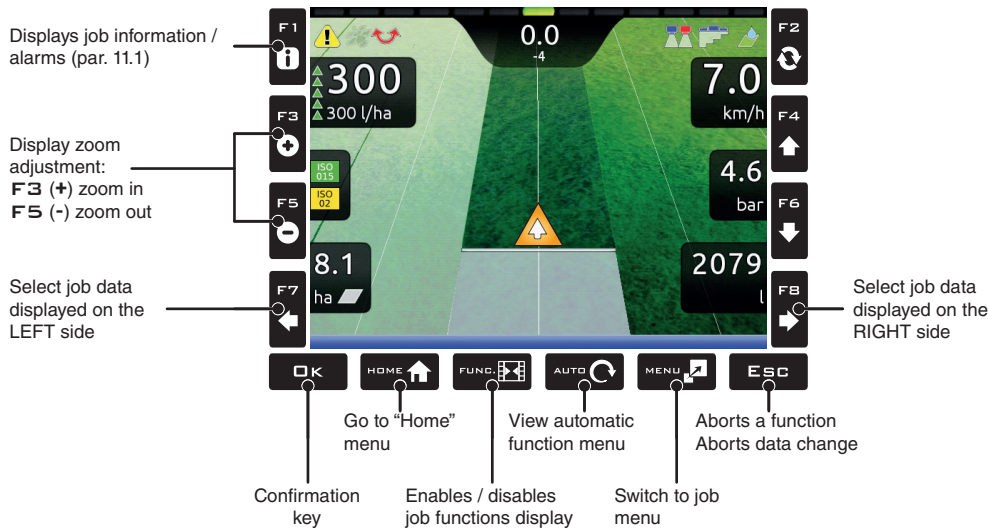 Displays job information /
alarms (par. 11.1)
Display zoom
adjustment:
F3 (+) zoom in
F5 (-) zoom out
Select job data
displayed on the
LEFT side
F1
F3
F5
F7
0.0
-4
300
300 l/ha
ISO
015
ISO
02
8.1
ha
7.0
km/h
4.6
bar
2079
l
F2
F4
F6
F8
Select job data
displayed on the
RIGHT side
OK
HOME
FUNC.
AUTO
MENU
ESC
Go to “Home”
menu
View automatic
function menu
Aborts a function
Aborts data change
Confirmation
key
Enables / disables
job functions display
Switch to job
menu